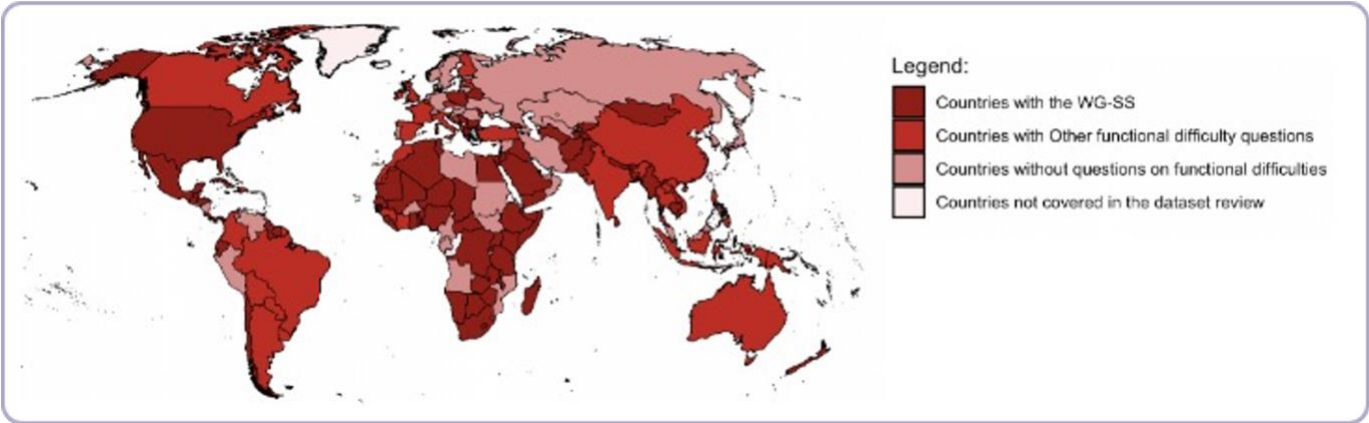 Legend:
Countries with the WG-SS
Countries with Other functional difficulty questions
Countries without questions on functional difficulties
Countries not covered in the dataset review